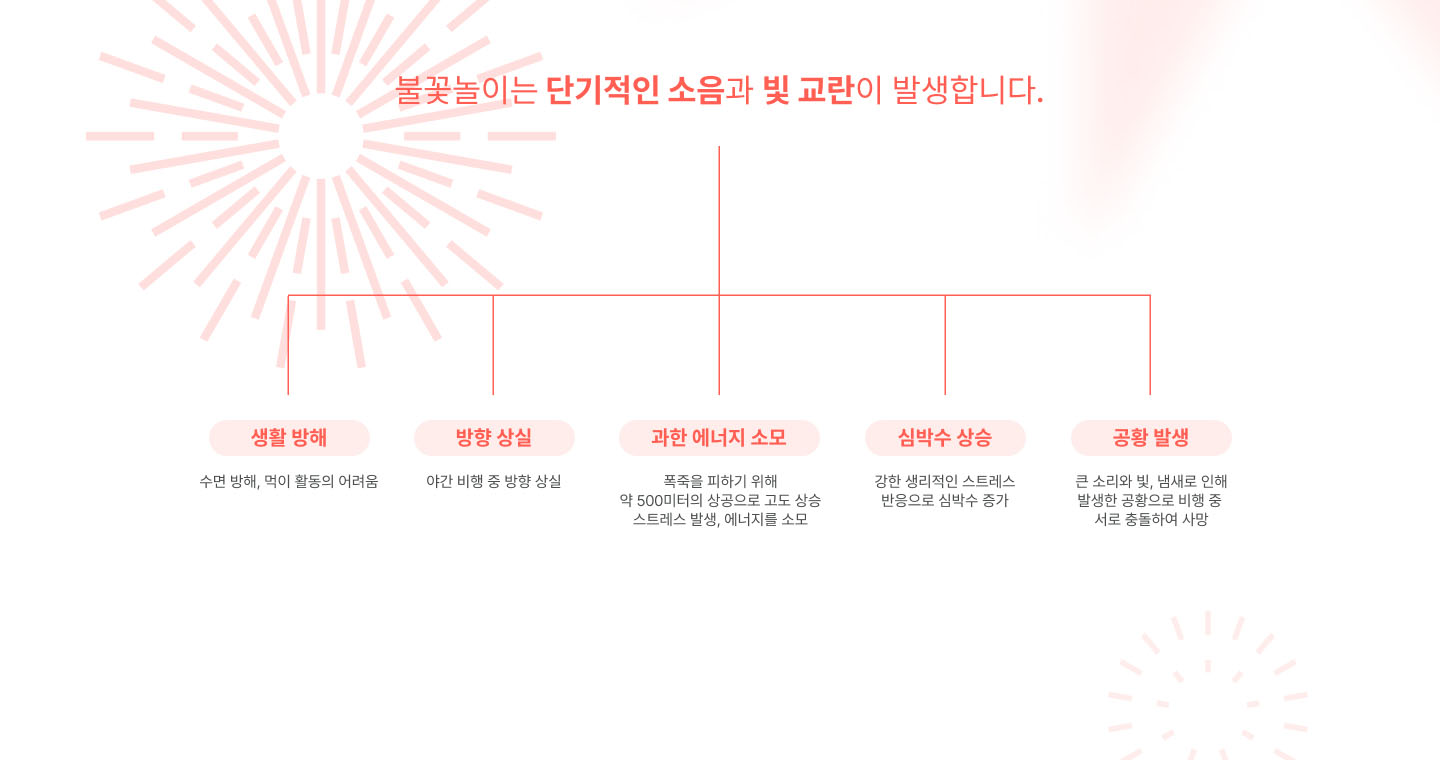 불꽃놀이는 단기적인 소음과 빛 교란이 발생합니다.
생활 방해
수면 방해, 먹이 활동의 어려움
방향 상실
야간 비행 중 방향 상실
과한 에너지 소모
폭죽을 피하기 위해
약 500미터의 상공으로 고도 상승
스트레스 발생, 에너지를 소모
심박수 상승
강한 생리적인 스트레스
반응으로 심박수 증가
공황 발생
큰 소리와 빛, 냄새로 인해
발생한 공황으로 비행 중
서로 충돌하여 사망